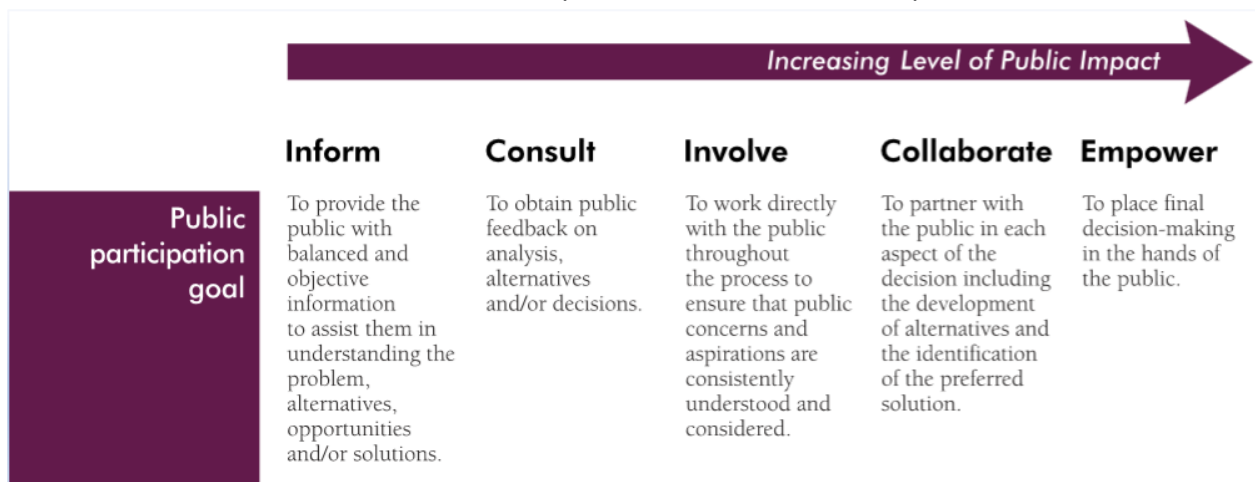 Increasing Level of Public Impact
Inform
Consult
Involve
Collaborate
Empower
Public
participation
goal
To provide the
public with
balanced and
objective
information
to assist them in
understanding the
problem,
alternatives,
opportunities
and/or solutions.
To obtain public
feedback on
analysis,
alternatives
and/or decisions.
To work directly
with the public
throughout
the process to
ensure that public
concerns and
aspirations are
consistently
understood and
considered.
To partner with
the public in each
aspect of the
decision including
the development
of alternatives and
the identification
of the preferred
solution.
To place final
decision-making
in the hands of
the public.